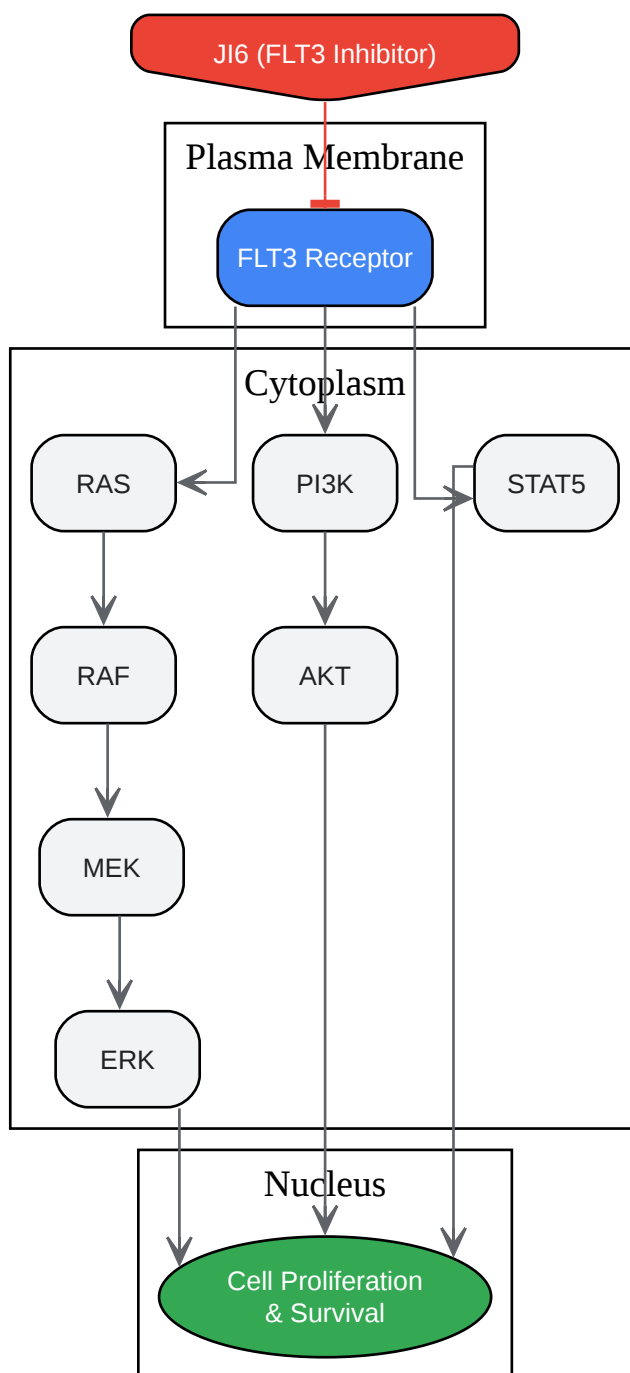 JI6 (FLT3 Inhibitor)
Plasma Membrane
FLT3 Receptor
Cytoplasm
RAS
PI3K
STAT5
RAF
AKT
MEK
ERK
Nucleus
Cell Proliferation
& Survival